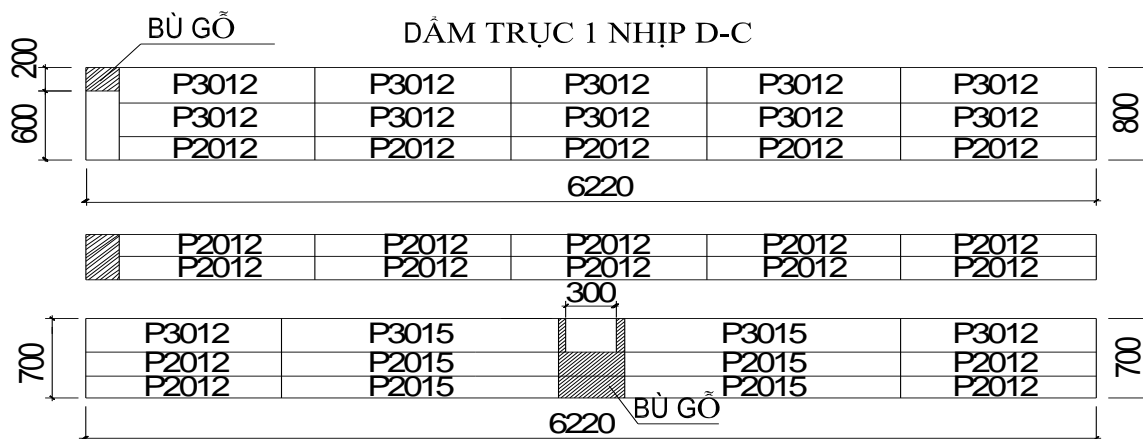 BÙ GỖ DẦM TRỤC 1 NHỊP D-C
200 P3012 P3012 P3012 P3012 P3012
600 P3012 P3012 P3012 P3012 P3012 800
P2012 P2012 P2012 P2012 P2012
6220
P2012 P2012 P2012 P2012 P2012
P2012 P2012 P2012 P2012 P2012
300
P3012 P3015 P3015 P3012
700 P2012 P2015 P2015 P2012 700
P2012 P2015 P2015 P2012
BÙ GỖ
6220